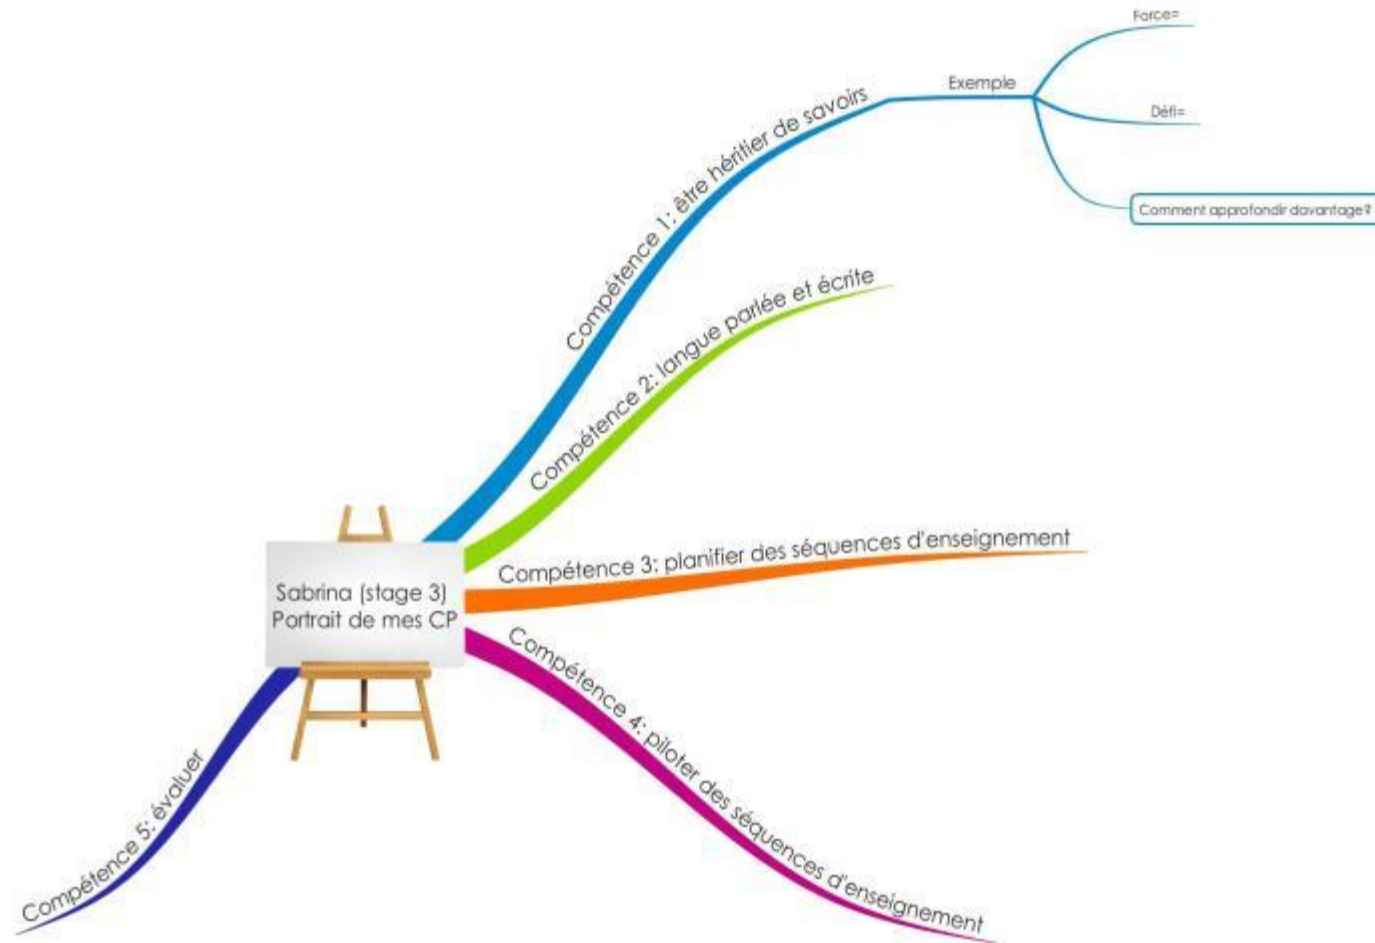 Force=
Exemple
Défi=
Comment approfondir davantage?
Compétence 1: être héritier de savoirs
Compétence 2: langue parlée et écrite
Compétence 3: planifier des séquences d'enseignement
Sabrina (stage 3)
Portrait de mes CP
Compétence 4: piloter des séquences d'enseignement
Compétence 5: évaluer